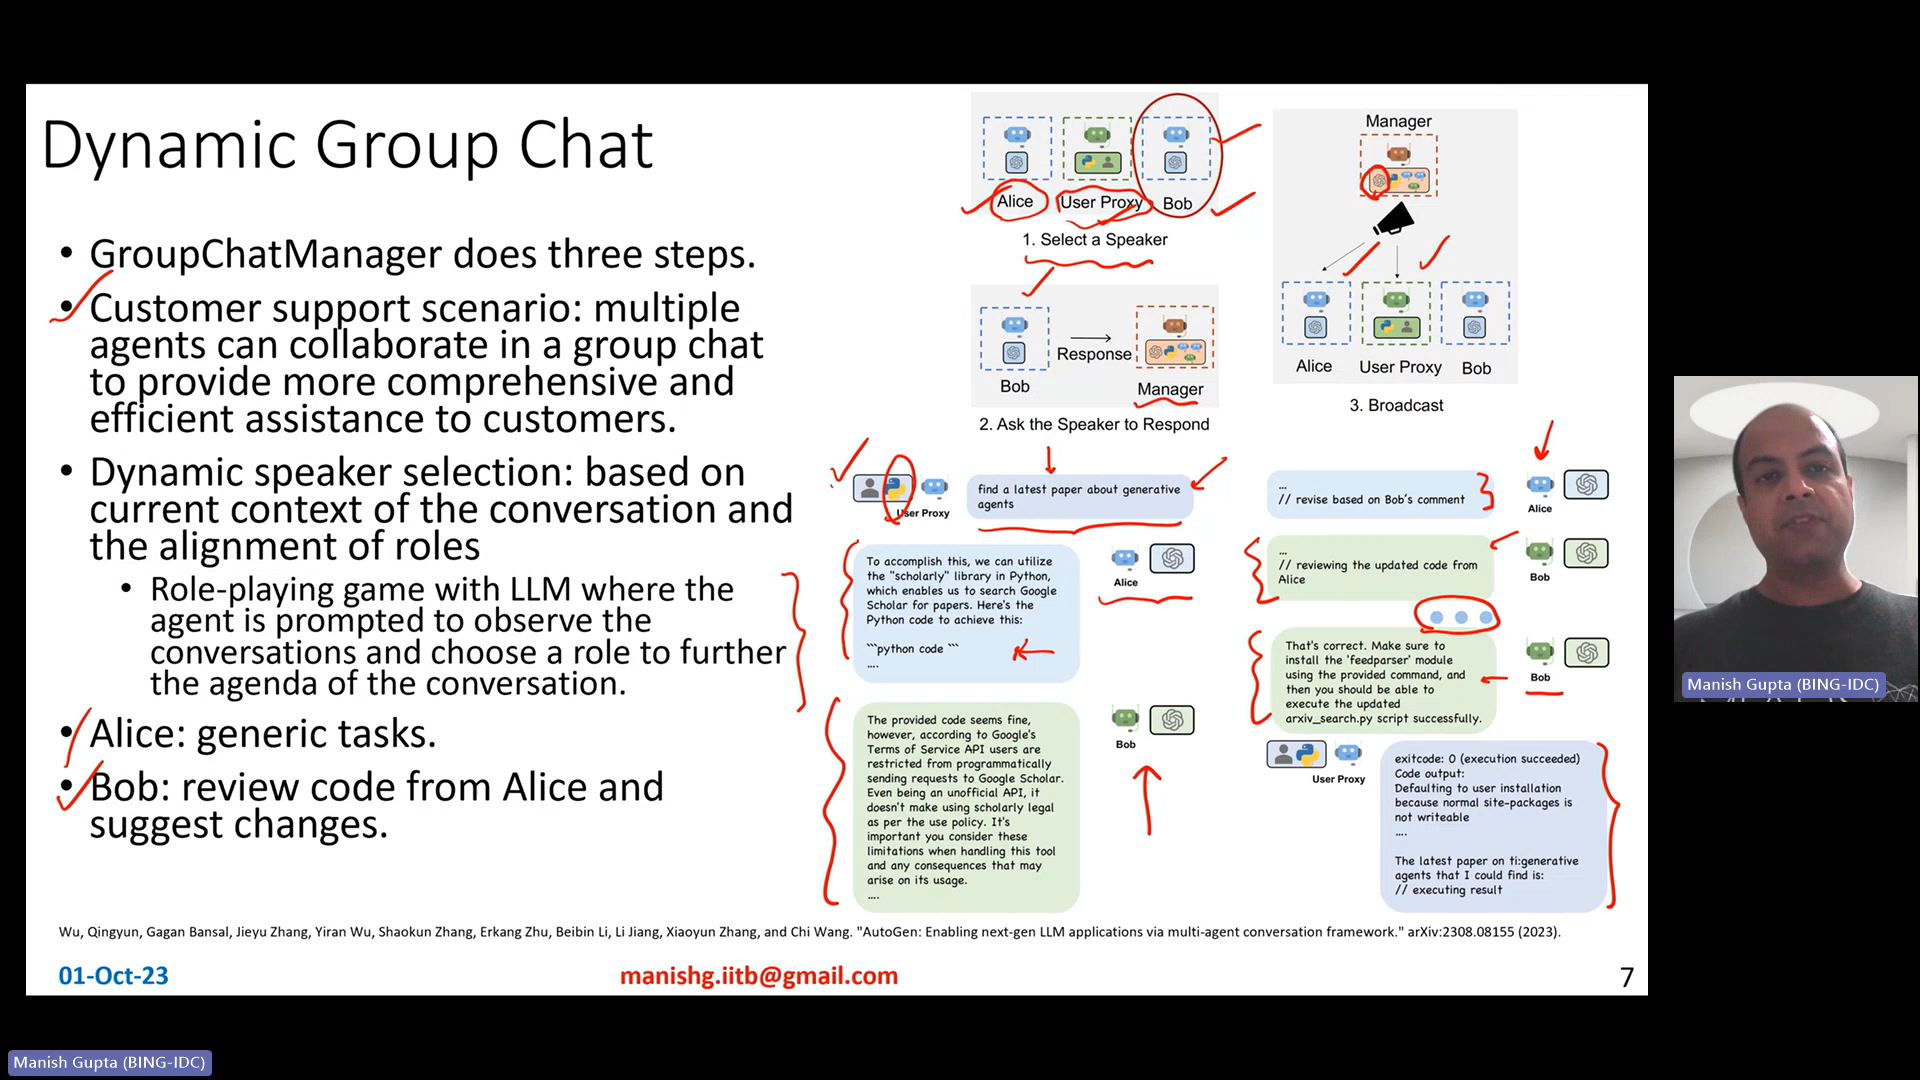 Dynamic Group Chat
• GroupChatManager does three steps.
• Customer support scenario: multiple
agents can collaborate in a group chat
to provide more comprehensive and
efficient assistance to customers.
• Dynamic speaker selection: based on
current context of the conversation and
the alignment of roles
• Role-playing game with LLM where the
agent is prompted to observe the
conversations and choose a role to further
the agenda of the conversation.
• Alice: generic tasks.
• Bob: review code from Alice and
suggest changes.
Alice User Proxy Bob
1. Select a Speaker
Bob
Response
Manager
2. Ask the Speaker to Respond
Manager
Alice User Proxy Bob
3. Broadcast
User Proxy
find a latest paper about generative
agents
To accomplish this, we can utilize
the "scholarly" library in Python,
which enables us to search Google
Scholar for papers. Here's the
Python code to achieve this:
```python code ```
....
Alice
The provided code seems fine,
however, according to Google's
Terms of Service API users are
restricted from programmatically
sending requests to Google Scholar.
Even being an unofficial API, it
doesn't make using scholarly legal
as per the use policy. It's
important you consider these
limitations when handling this tool
and any consequences that may
arise on its usage.
....
Bob
...
// revise based on Bob's comment
Alice
...
// reviewing the updated code from
Alice
Bob
That's correct. Make sure to
install the 'feedparser' module
using the provided command, and
then you should be able to
execute the updated
arxiv_search.py script successfully.
Bob
User Proxy
exitcode: 0 (execution succeeded)
Code output:
Defaulting to user installation
because normal site-packages is
not writeable
....
The latest paper on ti:generative
agents that I could find is:
// executing result
Wu, Qingyun, Gagan Bansal, Jieyu Zhang, Yiran Wu, Shaokun Zhang, Erkang Zhu, Beibin Li, Li Jiang, Xiaoyun Zhang, and Chi Wang. "AutoGen: Enabling next-gen LLM applications via multi-agent conversation framework." arXiv:2308.08155 (2023).
01-Oct-23
manishg.iitb@gmail.com
7
Manish Gupta (BING-IDC)
Manish Gupta (BING-IDC)